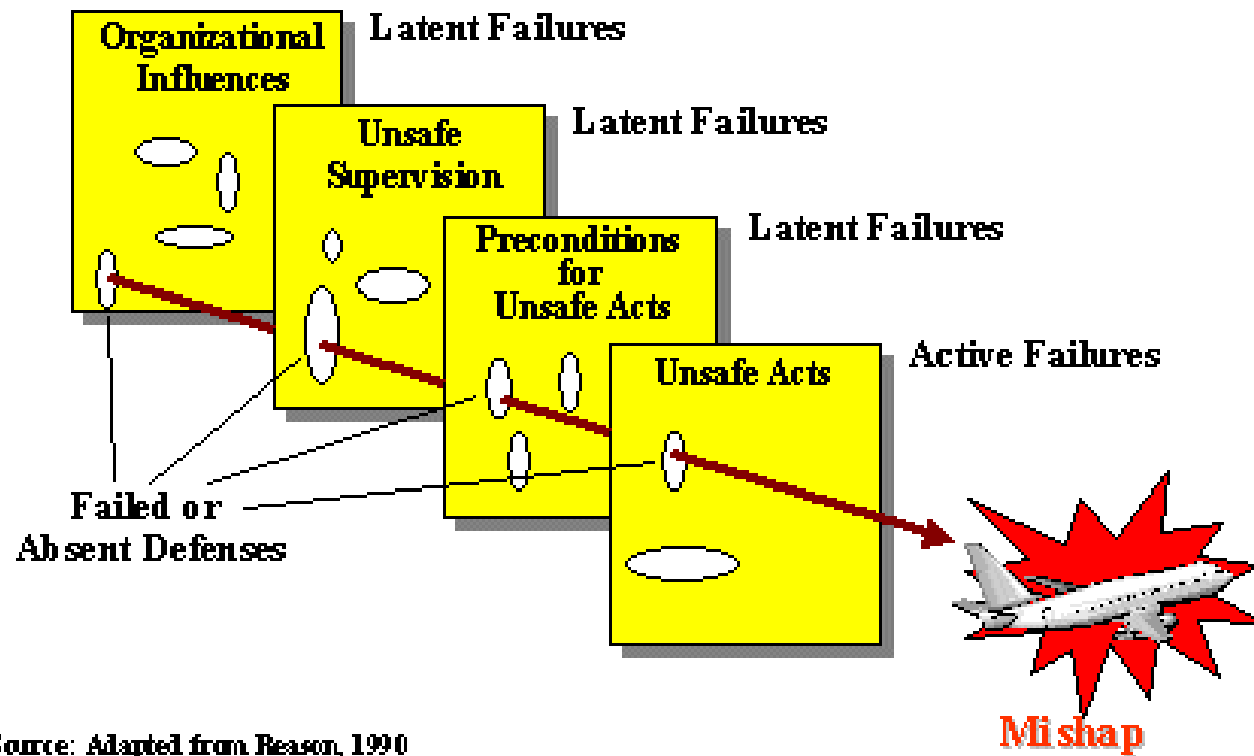 Organizational
Influences
Latent Failures
Unsafe
Supervision
Latent Failures
Preconditions
for
Unsafe Acts
Latent Failures
Unsafe Acts
Active Failures
Failed or
Absent Defenses
Mishap
Source: Adapted from Reason, 1990